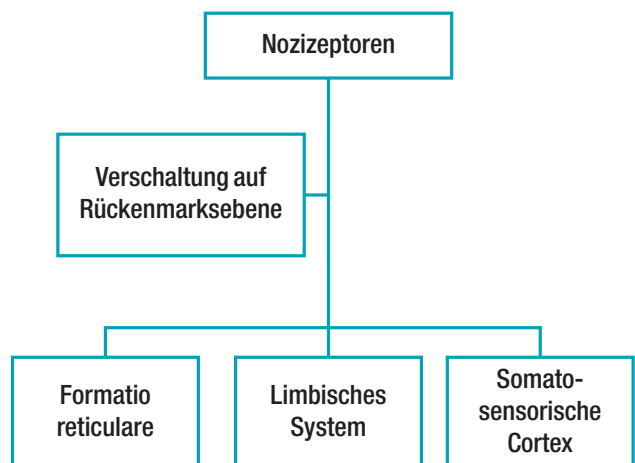 Nozizeptoren
Verschaltung auf
Rückenmarksebene
Formatio
reticulare
Limbisches
System
Somato-
sensorische
Cortex